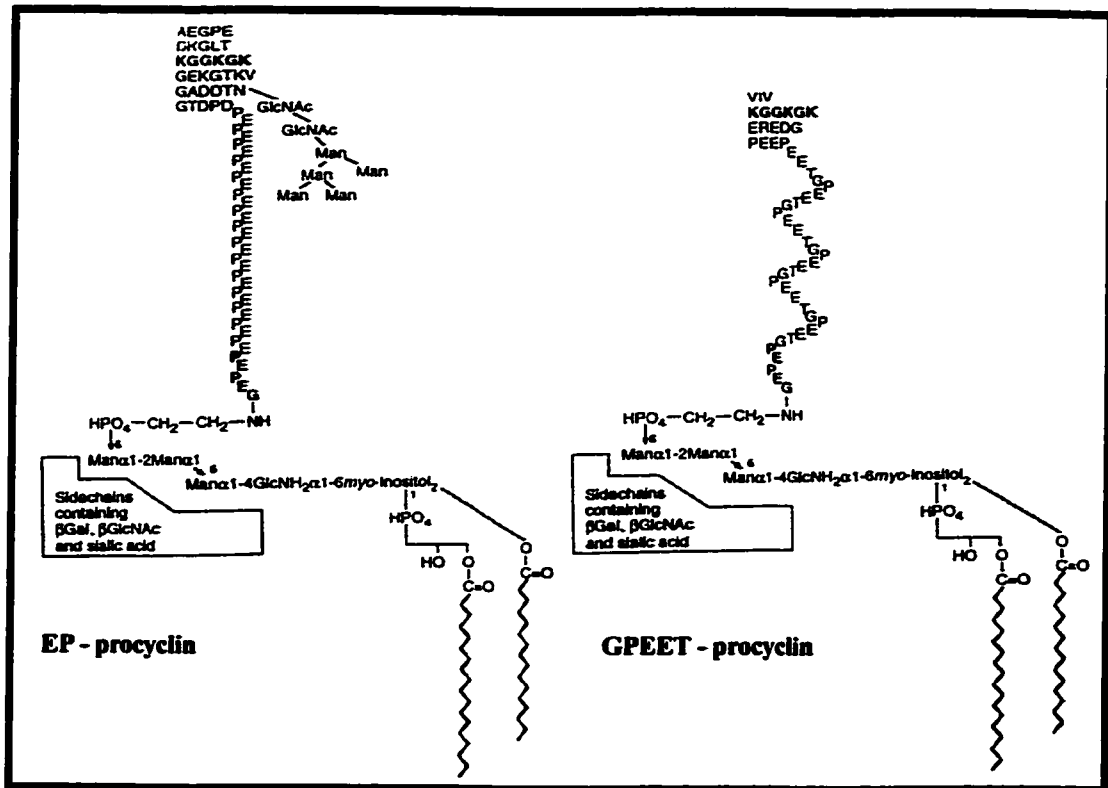 AEGPE
DKGLT
KGGKGK
GEKGTKV
GADDTN
GTDPD
GlcNAc
GlcNAc
Man
Man Man
Man Man
G
NH
HPO4—CH2—CH2—NH
6
Manα1-2Manα1
6
Manα1-4GlcNH2α1-6myo-Inositol2
1
HPO4
Sidechains
containing
βGal, βGlcNAc
and sialic acid
HO O
O
C=O
C=O
EP - procyclin
VIV
KGGKGK
EREDG
PEEPEETGPEETGPEETGPEETGPEETGPEETGPEPEG
HPO4—CH2—CH2—NH
6
Manα1-2Manα1
6
Manα1-4GlcNH2α1-6myo-Inositol2
1
HPO4
Sidechains
containing
βGal, βGlcNAc
and sialic acid
HO O
O
C=O
C=O
GPEET - procyclin